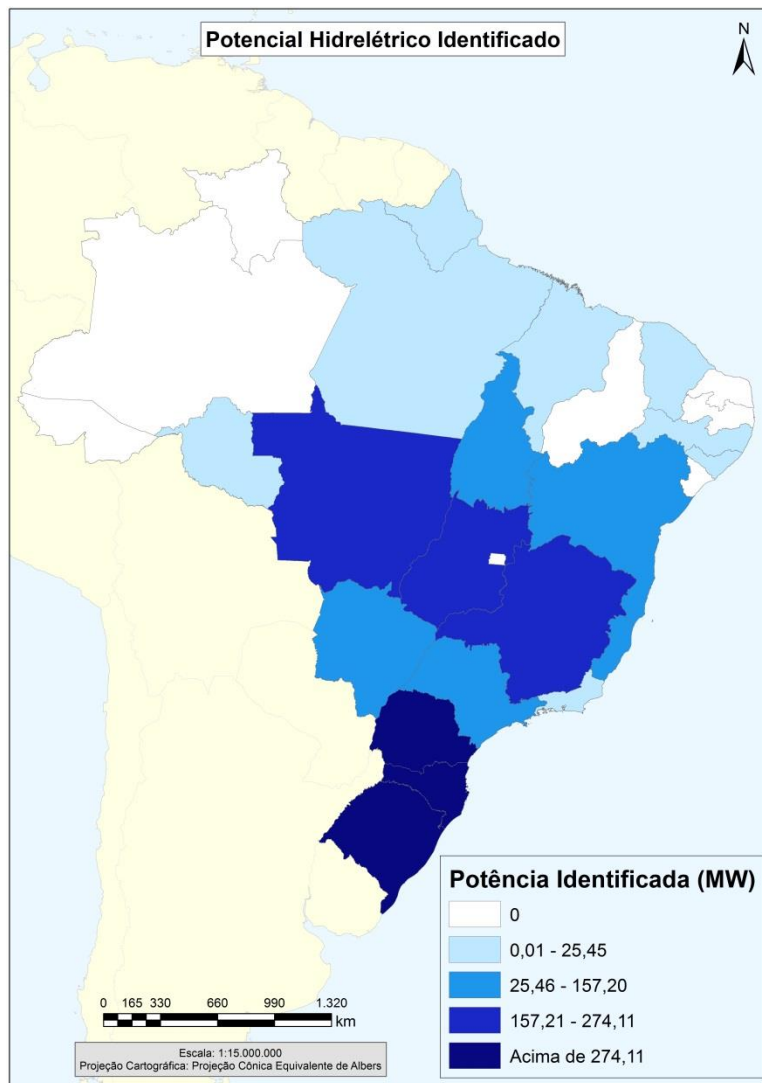 Potencial Hidrelétrico Identificado
N
Potência Identificada (MW)
0
0,01 - 25,45
25,46 - 157,20
157,21 - 274,11
Acima de 274,11
0 165 330 660 990 1.320
km
Escala: 1:15.000.000
Projeção Cartográfica: Projeção Cônica Equivalente de Albers